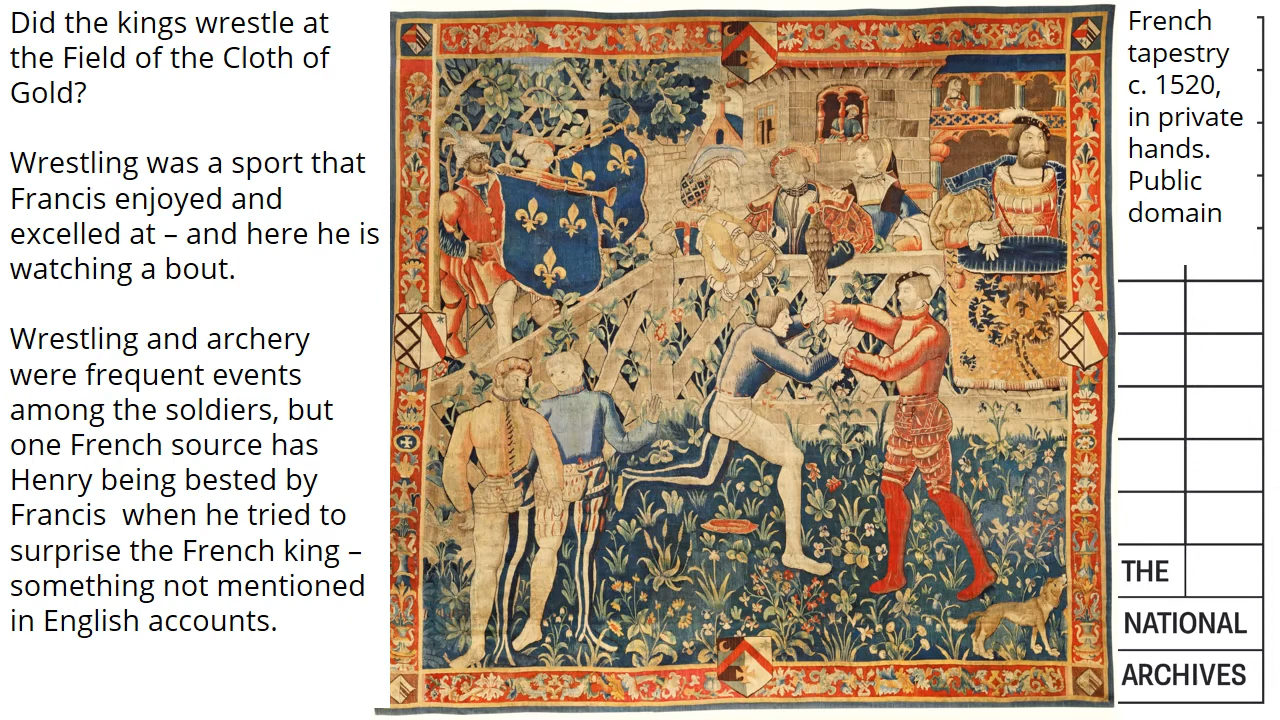 Did the kings wrestle at
the Field of the Cloth of
Gold?
Wrestling was a sport that
Francis enjoyed and
excelled at – and here he is
watching a bout.
Wrestling and archery
were frequent events
among the soldiers, but
one French source has
Henry being bested by
Francis  when he tried to
surprise the French king –
something not mentioned
in English accounts.
French
tapestry
c. 1520,
in private
hands.
Public
domain
THE
NATIONAL
ARCHIVES